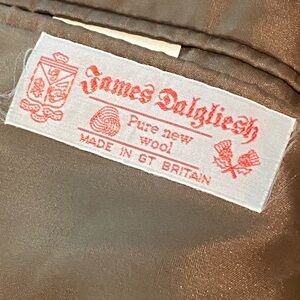 James Dalgliesh
Pure new
wool
MADE IN GT BRITAIN